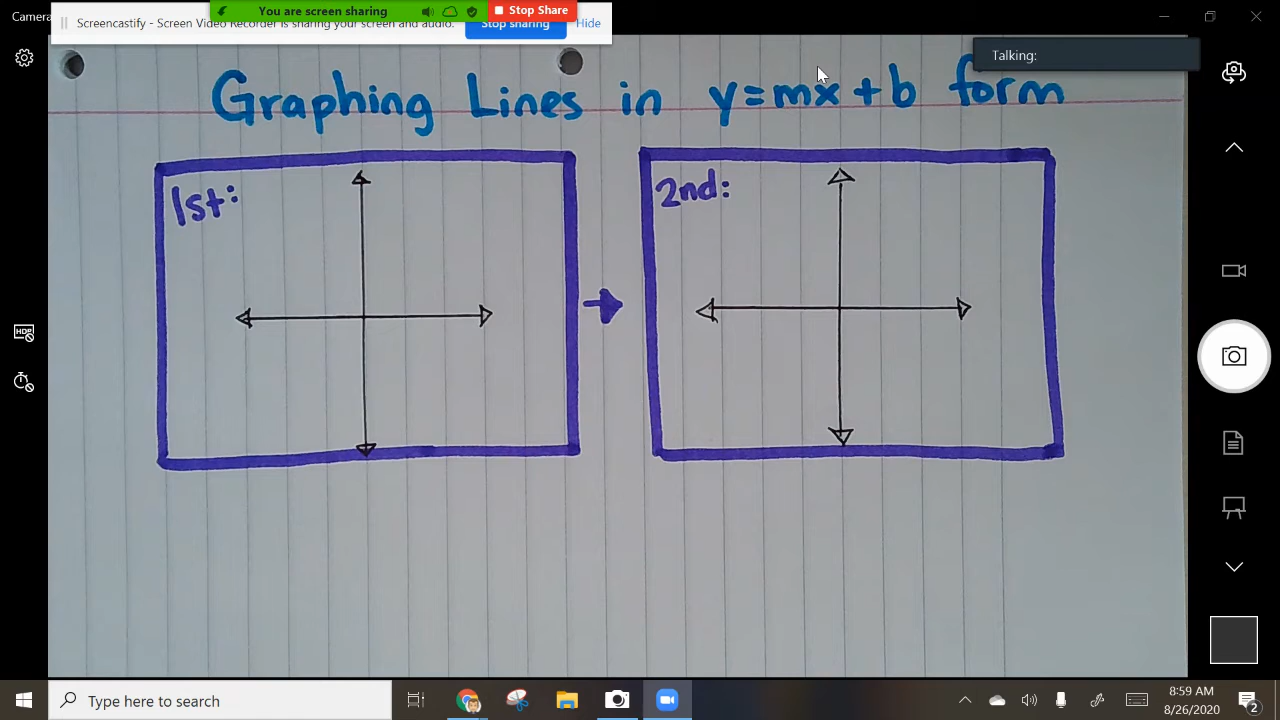 Camera
You are screen sharing
Stop Share
Screencastify - Screen Video Recorder is sharing your screen and audio.
Stop sharing
Hide
Talking:
Graphing Lines in y=mx+b form
1st:
2nd:
HDR
Type here to search
8:59 AM
8/26/2020
2